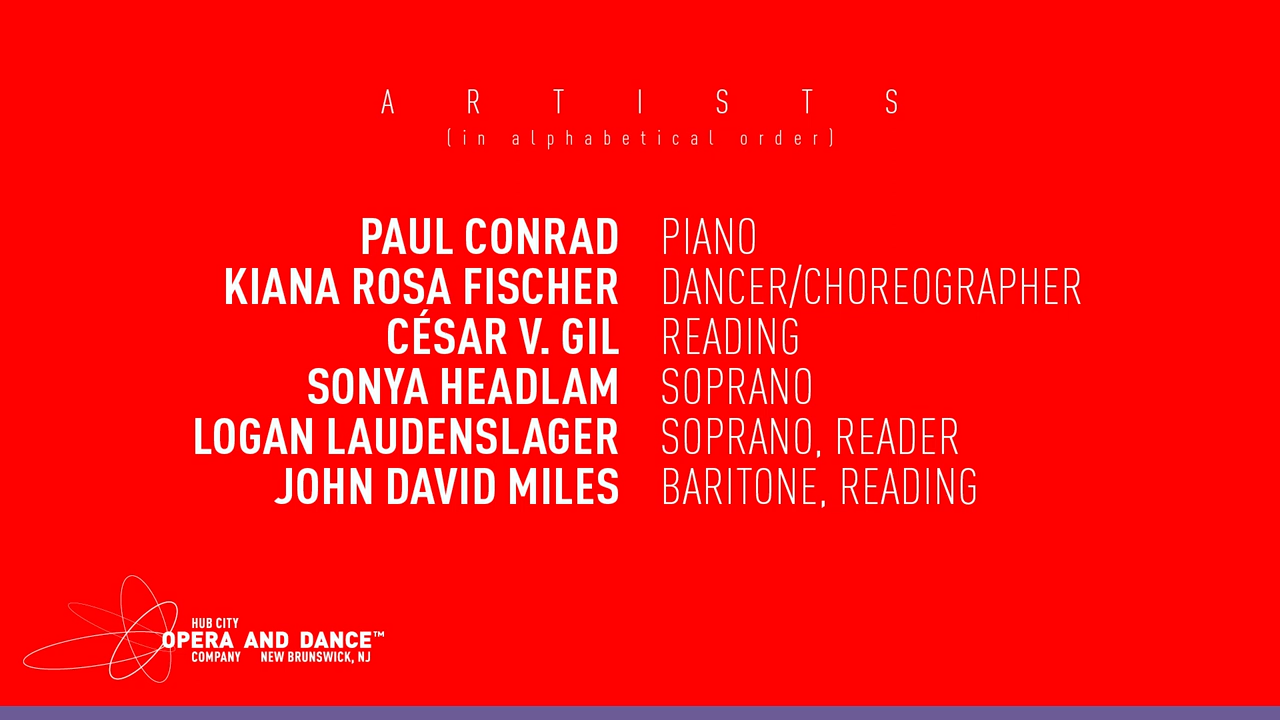 ARTISTS
(in alphabetical order)
PAUL CONRAD PIANO
KIANA ROSA FISCHER DANCER/CHOREOGRAPHER
CÉSAR V. GIL READING
SONYA HEADLAM SOPRANO
LOGAN LAUDENSLAGER SOPRANO, READER
JOHN DAVID MILES BARITONE, READING
HUB CITY
OPERA AND DANCE™
COMPANY NEW BRUNSWICK, NJ